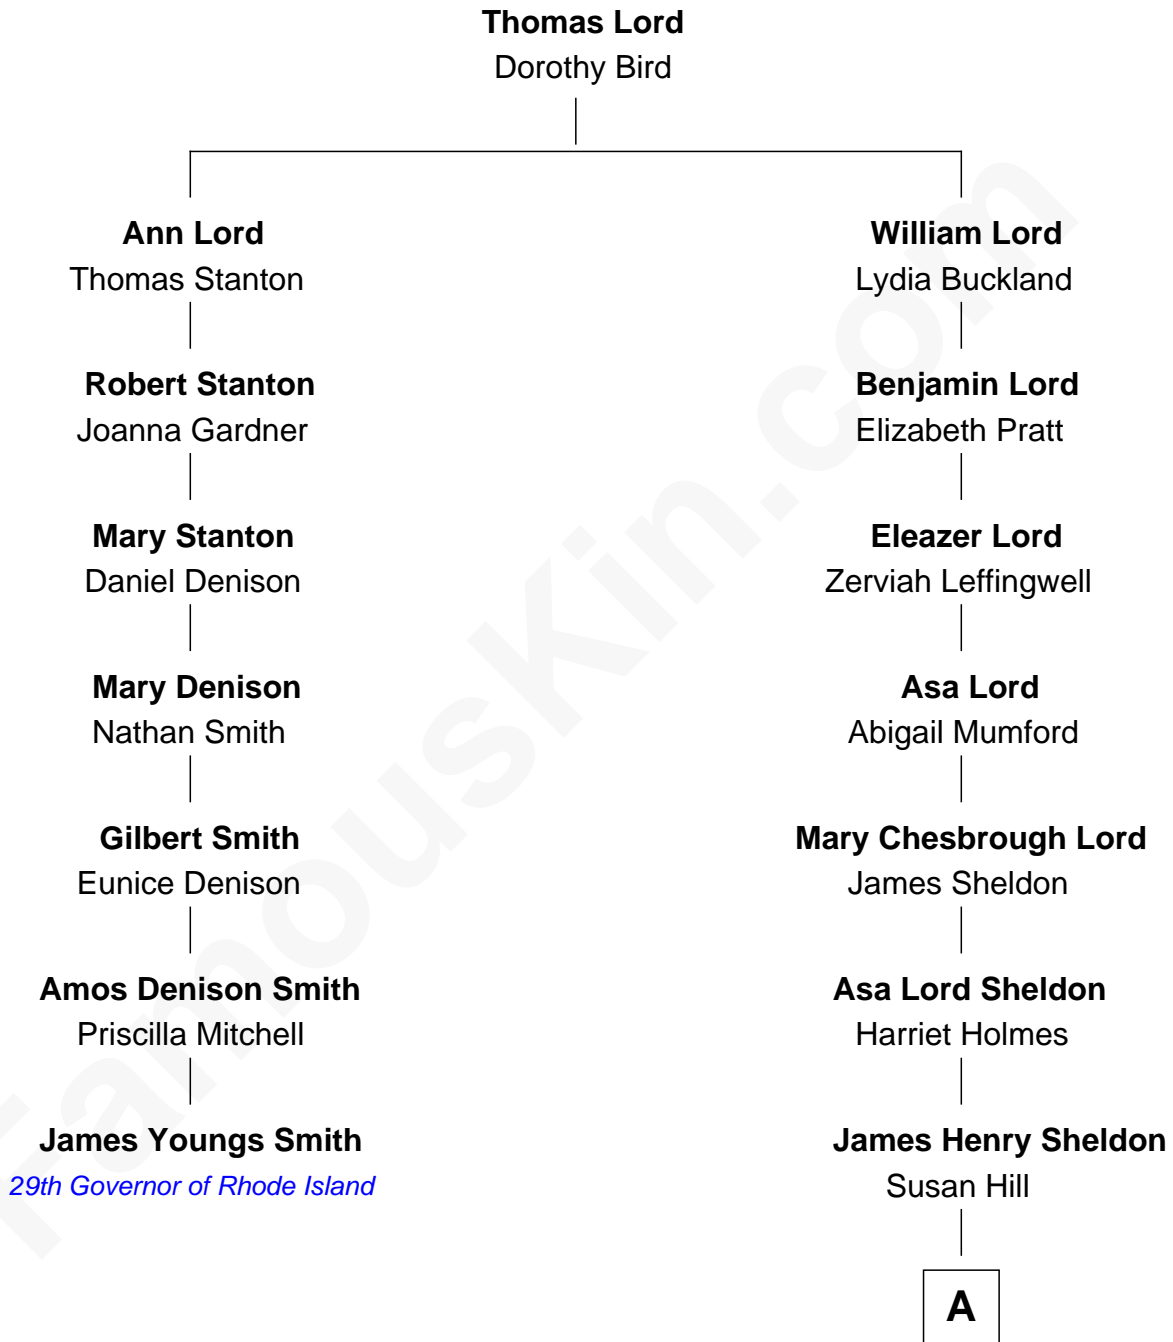 Thomas Lord
Dorothy Bird
Ann Lord
Thomas Stanton
Robert Stanton
Joanna Gardner
Mary Stanton
Daniel Denison
Mary Denison
Nathan Smith
Gilbert Smith
Eunice Denison
Amos Denison Smith
Priscilla Mitchell
James Youngs Smith
29th Governor of Rhode Island
William Lord
Lydia Buckland
Benjamin Lord
Elizabeth Pratt
Eleazer Lord
Zerviah Leffingwell
Asa Lord
Abigail Mumford
Mary Chesbrough Lord
James Sheldon
Asa Lord Sheldon
Harriet Holmes
James Henry Sheldon
Susan Hill
A
FamousKin.com